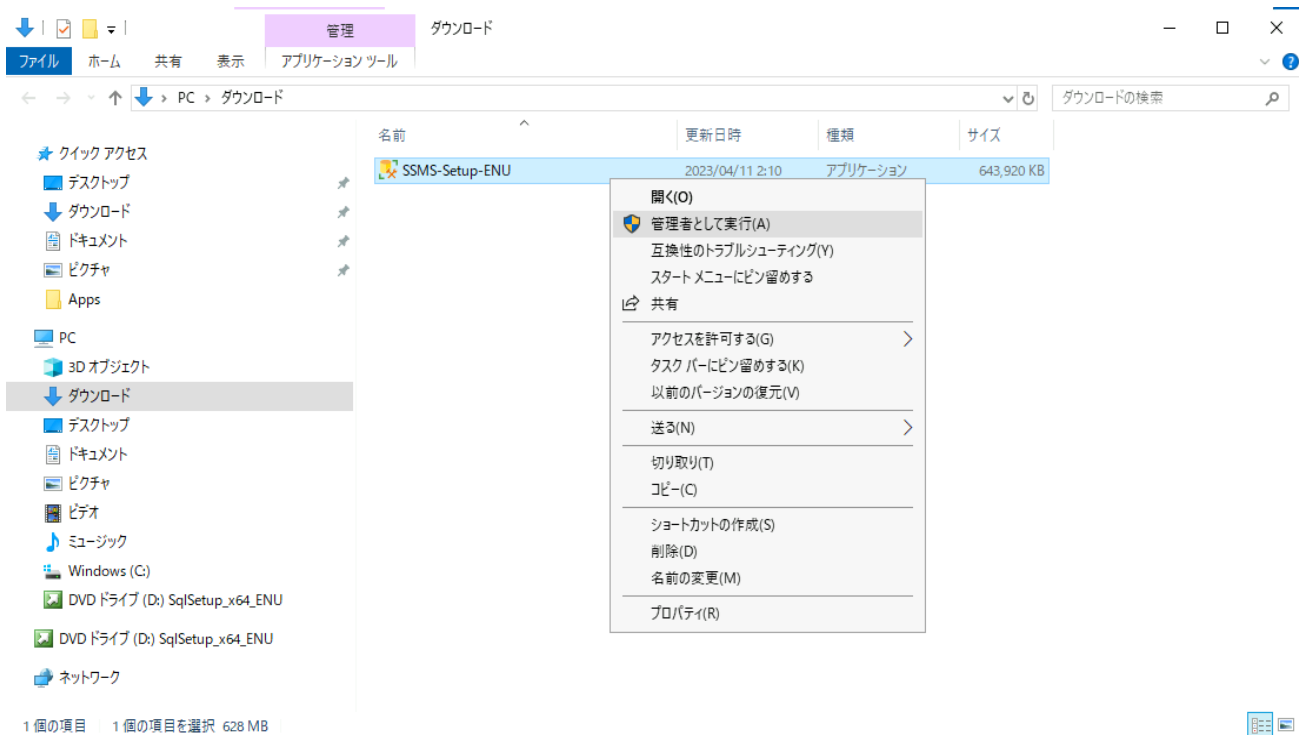 管理
ダウンロード
ファイル ホーム 共有 表示 アプリケーション ツール
PC › ダウンロード
ダウンロードの検索
名前 更新日時 種類 サイズ
SSMS-Setup-ENU 2023/04/11 2:10 アプリケーション 643,920 KB
クイック アクセス
デスクトップ
ダウンロード
ドキュメント
ピクチャ
Apps
PC
3D オブジェクト
ダウンロード
デスクトップ
ドキュメント
ピクチャ
ビデオ
ミュージック
Windows (C:)
DVD ドライブ (D:) SqlSetup_x64_ENU
DVD ドライブ (D:) SqlSetup_x64_ENU
ネットワーク
開く(O)
管理者として実行(A)
互換性のトラブルシューティング(Y)
スタート メニューにピン留めする
共有
アクセスを許可する(G)
タスク バーにピン留めする(K)
以前のバージョンの復元(V)
送る(N)
切り取り(T)
コピー(C)
ショートカットの作成(S)
削除(D)
名前の変更(M)
プロパティ(R)
1 個の項目 1 個の項目を選択 628 MB